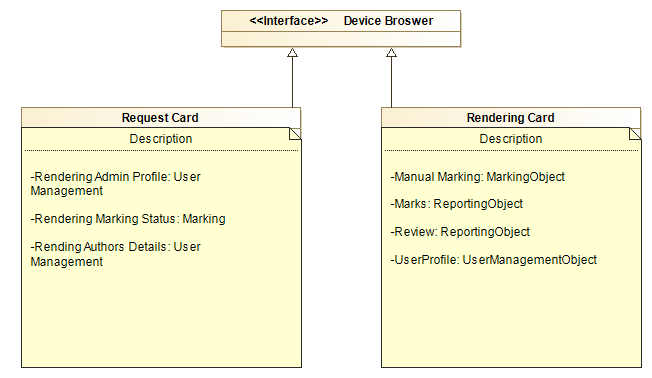 <<Interface>> Device Broswer
Request Card
Description
-Rendering Admin Profile: User
Management
-Rendering Marking Status: Marking
-Rending Authors Details: User
Management
Rendering Card
Description
-Manual Marking: MarkingObject
-Marks: ReportingObject
-Review: ReportingObject
-UserProfile: UserManagementObject